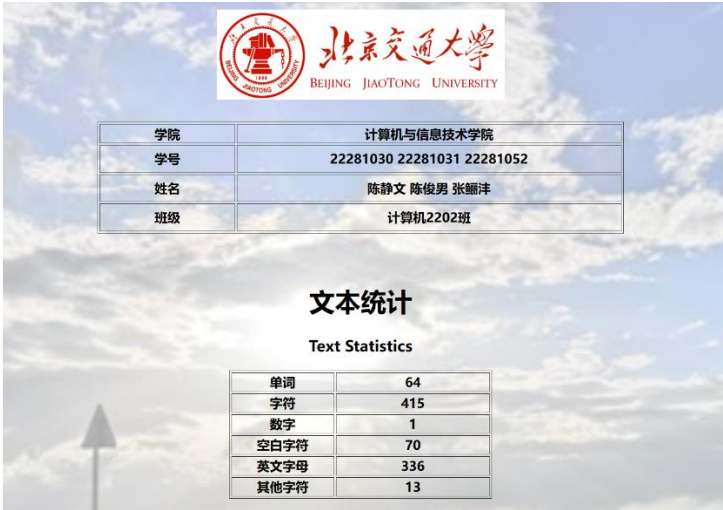 北京交通大学
BEIJING JIAOTONG UNIVERSITY
学院 计算机与信息技术学院
学号 22281030 22281031 22281052
姓名 陈静文 陈俊男 张鲡沣
班级 计算机2202班
文本统计
Text Statistics
单词 64
字符 415
数字 1
空白字符 70
英文字母 336
其他字符 13